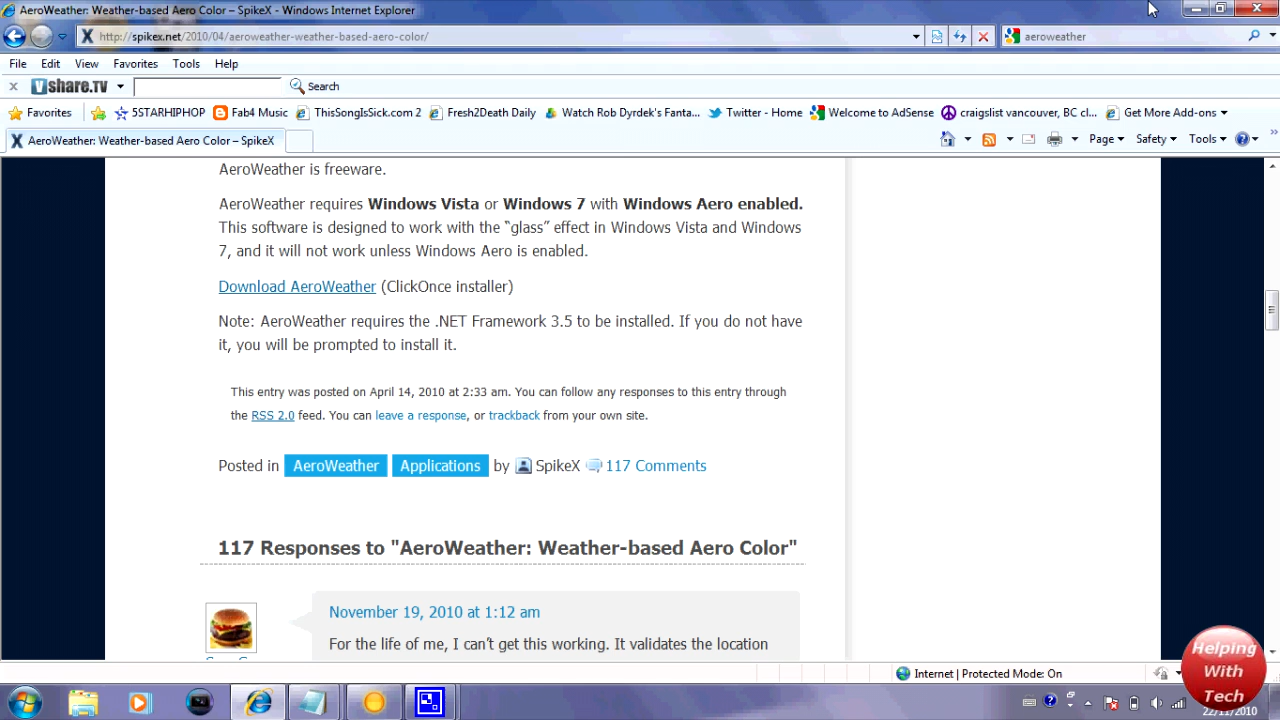 AeroWeather: Weather-based Aero Color – SpikeX - Windows Internet Explorer
http://spikex.net/2010/04/aeroweather-weather-based-aero-color/
aeroweather
File Edit View Favorites Tools Help
x vshare.TV Search
Favorites 5STARHIPHOP Fab4 Music ThisSongIsSick.com 2 Fresh2Death Daily Watch Rob Dyrdek's Fanta... Twitter - Home Welcome to AdSense craigslist vancouver, BC cl... Get More Add-ons
AeroWeather: Weather-based Aero Color – SpikeX
Page Safety Tools
AeroWeather is freeware.
AeroWeather requires Windows Vista or Windows 7 with Windows Aero enabled.
This software is designed to work with the “glass” effect in Windows Vista and Windows
7, and it will not work unless Windows Aero is enabled.
Download AeroWeather (ClickOnce installer)
Note: AeroWeather requires the .NET Framework 3.5 to be installed. If you do not have
it, you will be prompted to install it.
This entry was posted on April 14, 2010 at 2:33 am. You can follow any responses to this entry through
the RSS 2.0 feed. You can leave a response, or trackback from your own site.
Posted in AeroWeather Applications by SpikeX 117 Comments
117 Responses to "AeroWeather: Weather-based Aero Color"
November 19, 2010 at 1:12 am
For the life of me, I can’t get this working. It validates the location
Internet | Protected Mode: On
Helping
With
Tech
22/11/2010